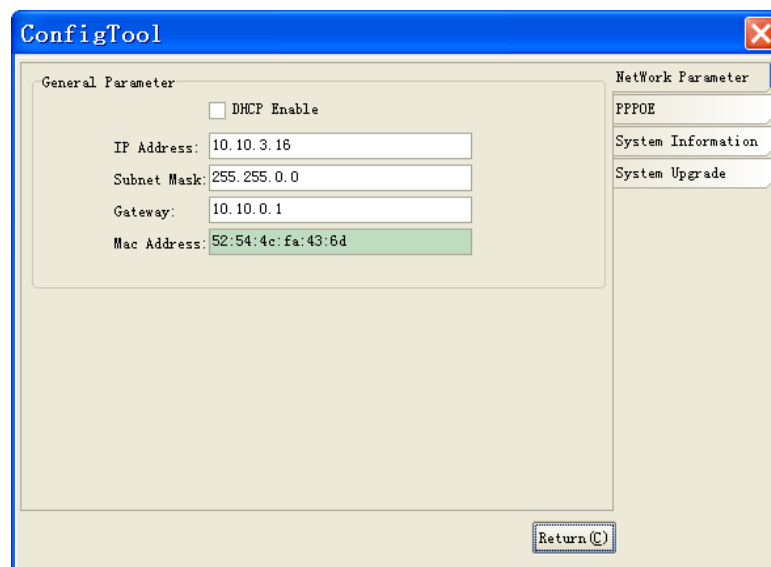 ConfigTool
General Parameter
DHCP Enable
IP Address: 10.10.3.16
Subnet Mask: 255.255.0.0
Gateway: 10.10.0.1
Mac Address: 52:54:4c:fa:43:6d
NetWork Parameter
PPPOE
System Information
System Upgrade
Return(C)